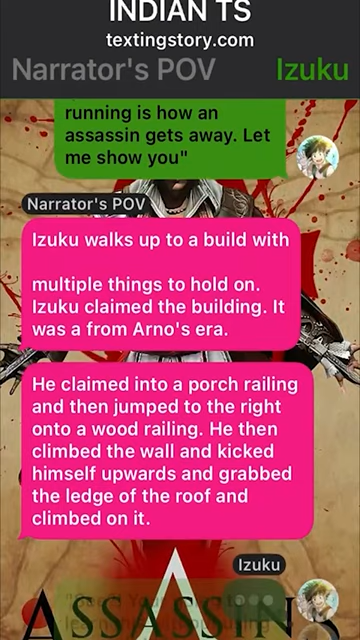 INDIAN TS
textingstory.com
Narrator's POV
Izuku
running is how an
assassin gets away. Let
me show you"
Narrator's POV
Izuku walks up to a build with
multiple things to hold on.
Izuku claimed the building. It
was a from Arno's era.
He claimed into a porch railing
and then jumped to the right
onto a wood railing. He then
climbed the wall and kicked
himself upwards and grabbed
the ledge of the roof and
climbed on it.
Izuku
ASSASSINS